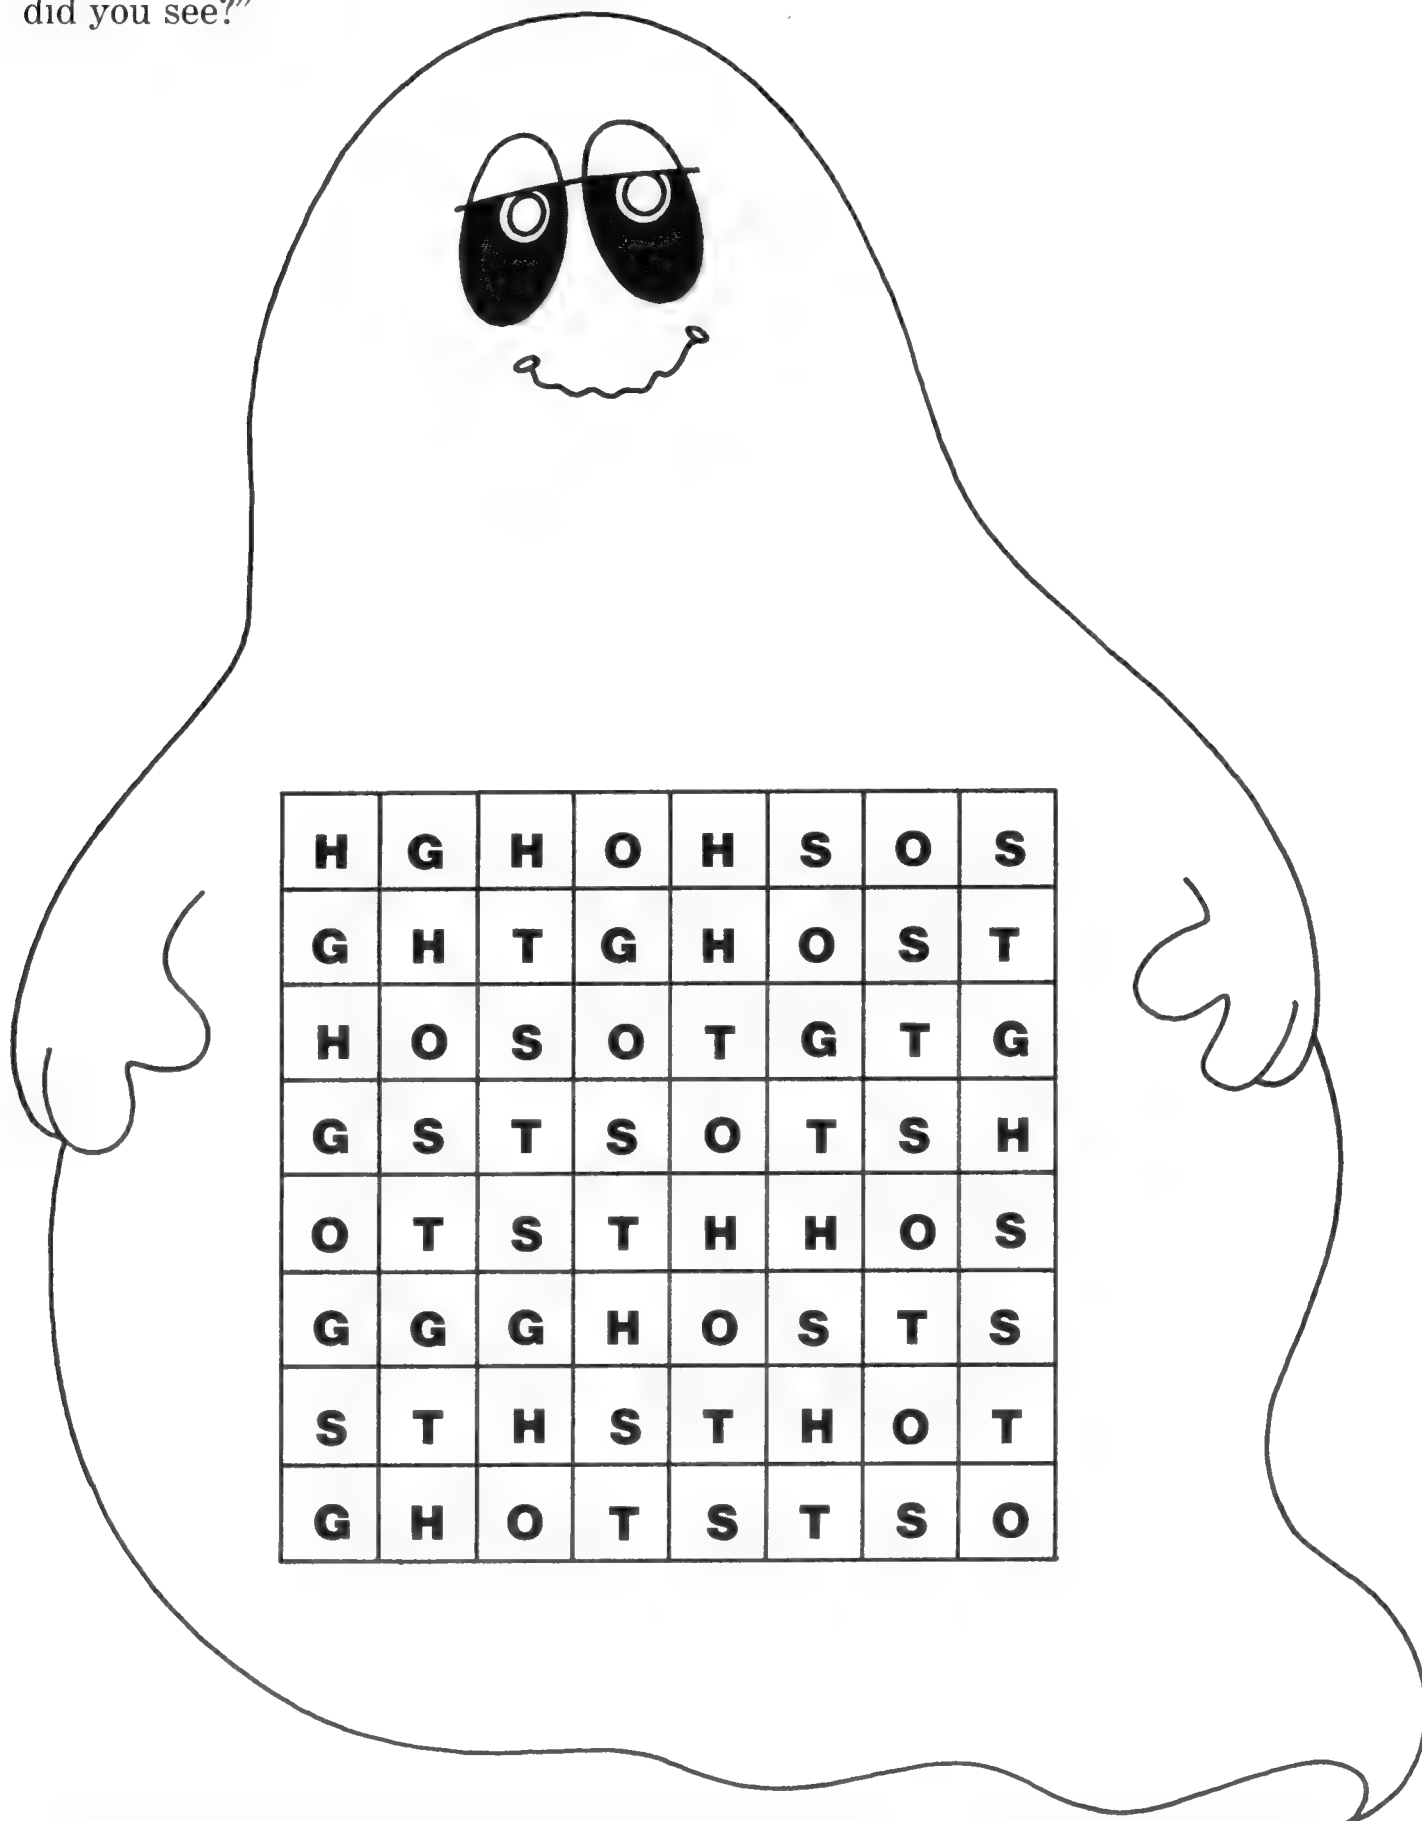 did you see?”
H G H O H S O S
G H T G H O S T
H O S O T G T G
G S T S O T S H
O T S T H H O S
G G G H O S T S
S T H S T H O T
G H O T S T S O